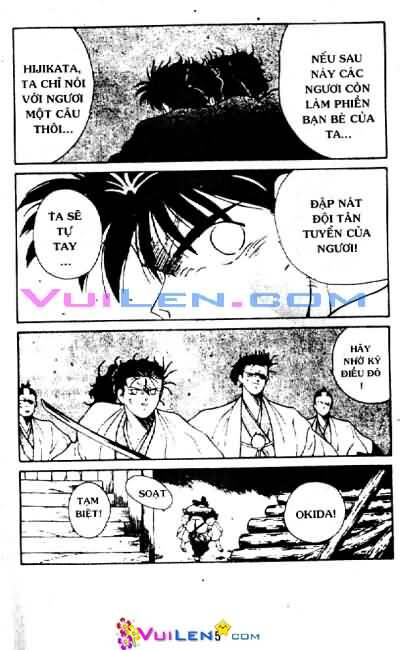 HIJIKATA,
TA CHỈ NÓI
VỚI NGƯƠI
MỘT CÂU
THÔI...
NẾU SAU
NÀY CÁC
NGƯƠI CÒN
LÀM PHIỀN
BẠN BÈ CỦA
TA...
TA SẼ
TỰ
TAY
...
ĐẬP NÁT
ĐỘI TÂN
TUYỂN CỦA
NGƯƠI!
VUILEN.COM
HÃY
NHỚ KỸ
ĐIỀU ĐÓ
!
TẠM
BIỆT!
SOẠT
OKIDA!
VUILEN
5
.COM